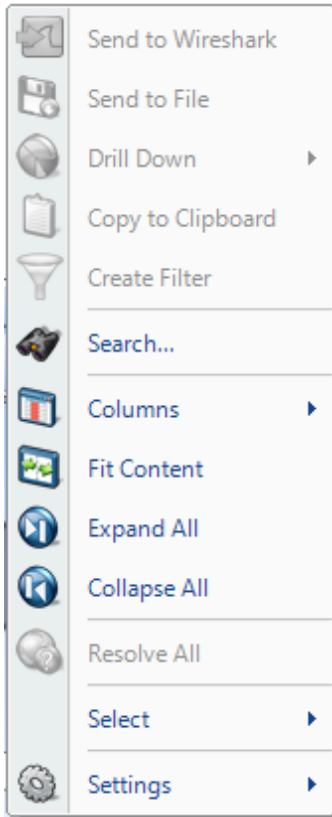 Send to Wireshark
Send to File
Drill Down
Copy to Clipboard
Create Filter
Search...
Columns
Fit Content
Expand All
Collapse All
Resolve All
Select
Settings